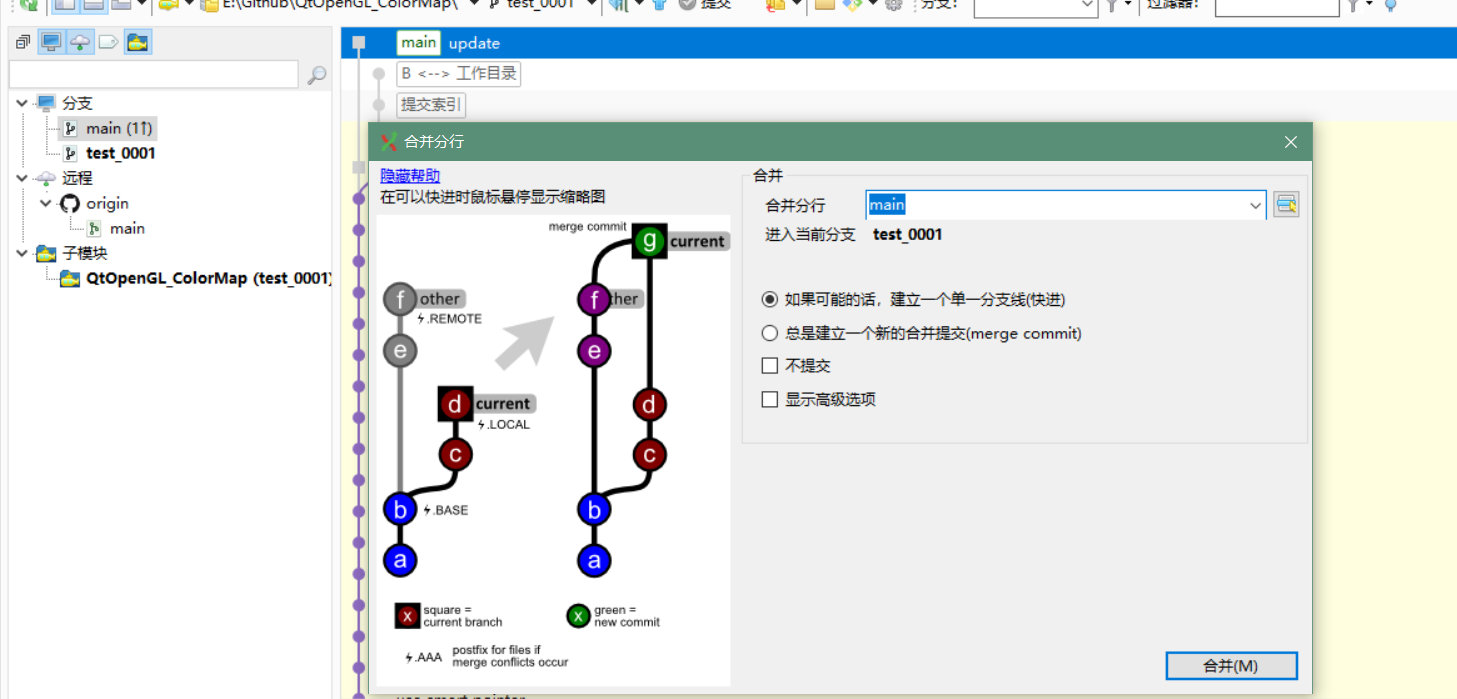 E:\Github\QtOpenGL_ColorMap\ test_0001 提交 分支: 过滤器:
main update
B <--> 工作目录
提交索引
分支
main (1↑)
test_0001
远程
origin
main
子模块
QtOpenGL_ColorMap (test_0001)
合并分行
隐藏帮助
在可以快进时鼠标悬停显示缩略图
merge commit
g current
f other
⚡.REMOTE
f ther
e
e
d current
⚡.LOCAL
d
c
c
b ⚡.BASE
b
a
a
x square =
current branch
x green =
new commit
⚡.AAA postfix for files if
merge conflicts occur
合并
合并分行 main
进入当前分支 test_0001
如果可能的话，建立一个单一分支线(快进)
总是建立一个新的合并提交(merge commit)
不提交
显示高级选项
合并(M)